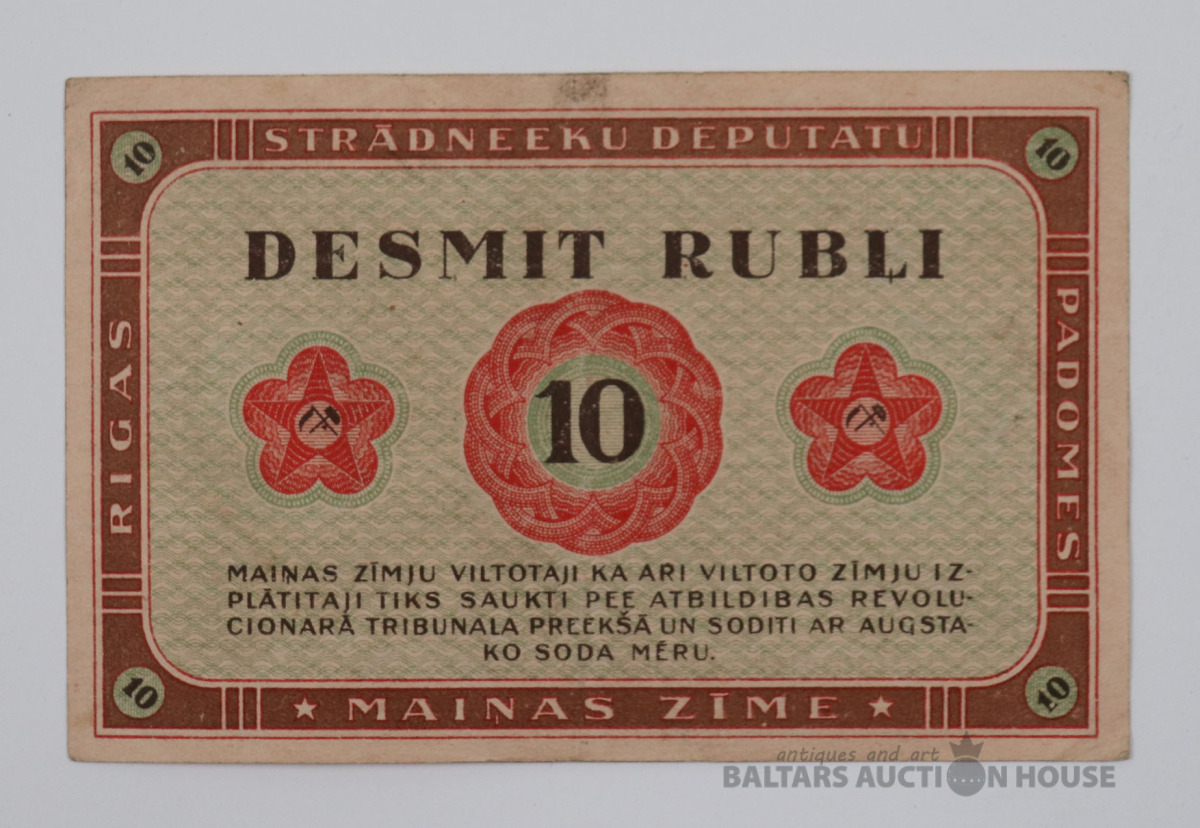 10
STRĀDNEEKU DEPUTATU
10
DESMIT RUBĻI
RIGAS
10
PADOMES
MAIŅAS ZĪMJU VILTOTAJI KA ARI VILTOTO ZĪMJU IZ-
PLĀTITAJI TIKS SAUKTI PEE ATBILDIBAS REVOLU-
CIONARĀ TRIBUNALA PREEKŠĀ UN SODITI AR AUGSTA-
KO SODA MĒRU.
10
★ MAIŅAS ZĪME ★
10
antiques and art
BALTARS AUCTION HOUSE